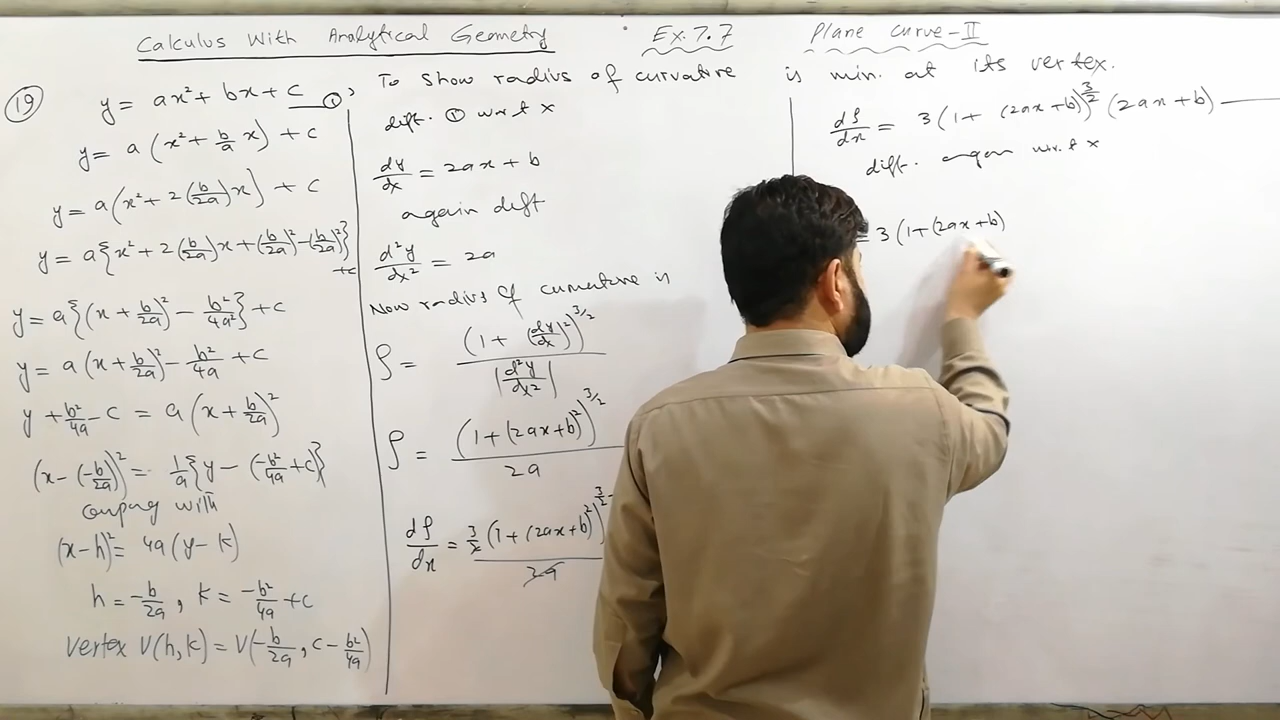 Calculus With Analytical Geometry Ex.7.7 Plane curve-II
(19) y = ax² + bx + c ——①, To show radius of curvature is min. at its vertex.
y = a(x² + b/a x) + c
y = a(x² + 2(b/2a)x) + c
y = a{x² + 2(b/2a)x + (b/2a)² - (b/2a)²} + c
y = a{(x + b/2a)² - b²/4a²} + c
y = a(x + b/2a)² - b²/4a + c
y + b²/4a - c = a(x + b/2a)²
(x - (-b/2a))² = 1/a{y - (-b²/4a + c)}
comparing with
(x-h)² = 4a(y-k)
h = -b/2a, k = -b²/4a + c
Vertex V(h,k) = V(-b/2a, c - b²/4a)
diff. ① w.r.t x
dy/dx = 2ax + b
again diff
d²y/dx² = 2a
Now radius of curvature is
ρ = (1 + (dy/dx)²)^3/2 / |d²y/dx²|
ρ = (1 + (2ax+b)²)^3/2 / 2a
dρ/dx = 3/2 (1 + (2ax+b)²)^3/2- / 2a
dρ/dx = 3(1 + (2ax+b)^3/2 (2ax+b) ——
diff. again w.r.t x
= 3(1+(2ax+b)